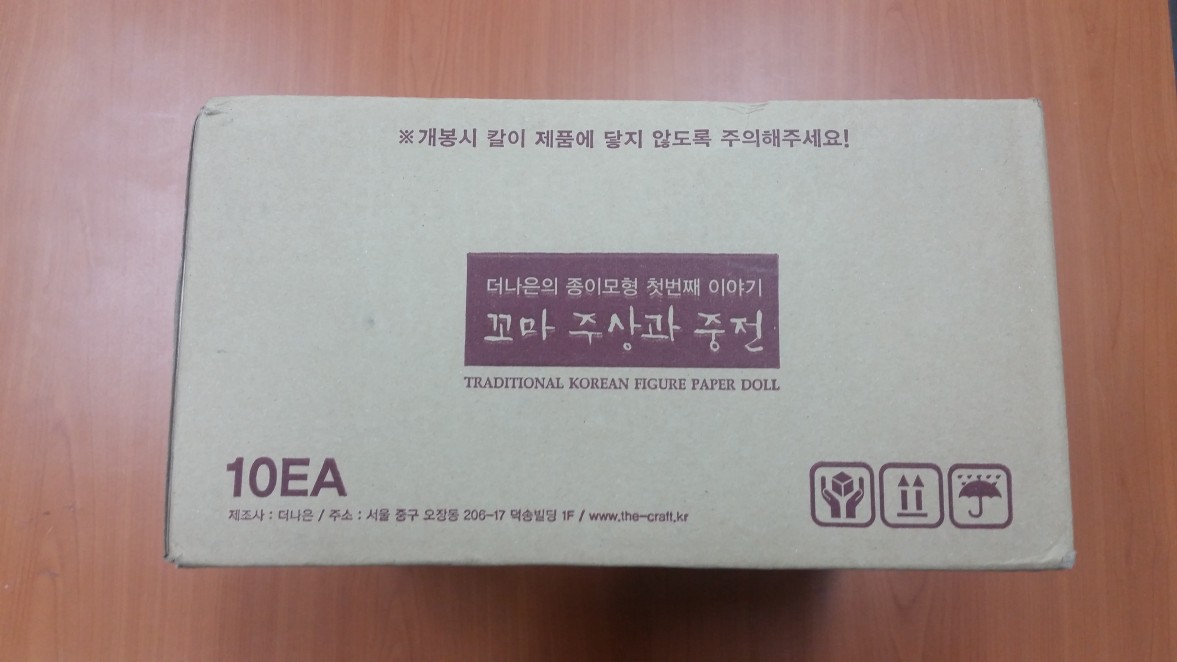 ※개봉시 칼이 제품에 닿지 않도록 주의해주세요!
더나은의 종이모형 첫번째 이야기
꼬마 주상과 중전
TRADITIONAL KOREAN FIGURE PAPER DOLL
10EA
제조사 : 더나은 / 주소 : 서울 중구 오장동 206-17 덕송빌딩 1F / www.the-craft.kr